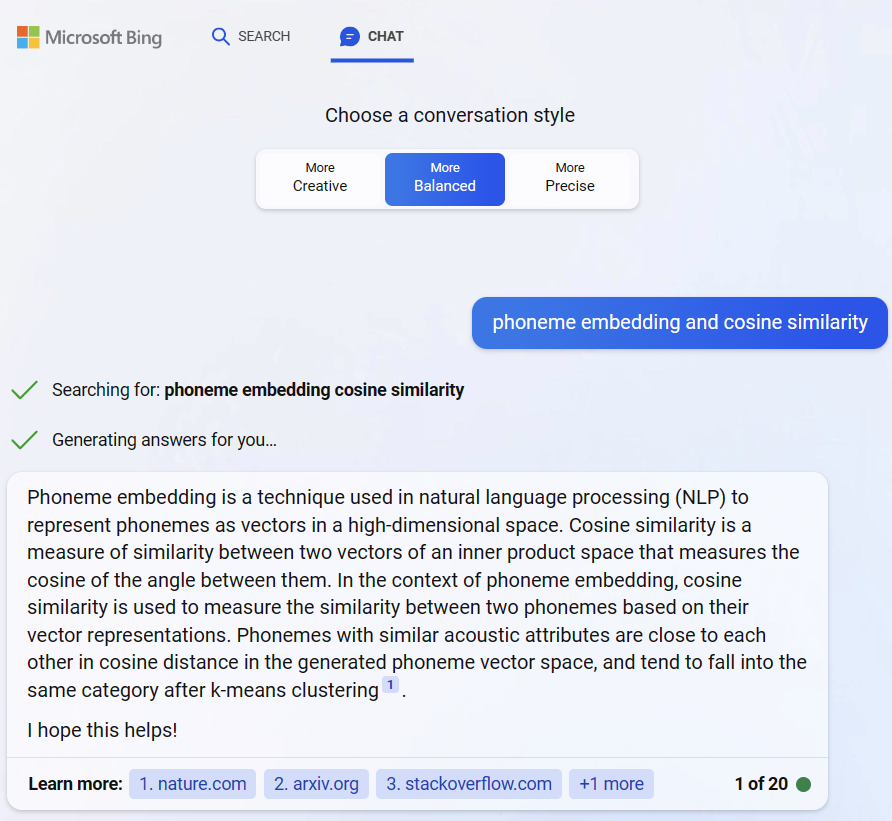 Microsoft Bing
SEARCH
CHAT
Choose a conversation style
More
Creative
More
Balanced
More
Precise
phoneme embedding and cosine similarity
Searching for: phoneme embedding cosine similarity
Generating answers for you...
Phoneme embedding is a technique used in natural language processing (NLP) to
represent phonemes as vectors in a high-dimensional space. Cosine similarity is a
measure of similarity between two vectors of an inner product space that measures the
cosine of the angle between them. In the context of phoneme embedding, cosine
similarity is used to measure the similarity between two phonemes based on their
vector representations. Phonemes with similar acoustic attributes are close to each
other in cosine distance in the generated phoneme vector space, and tend to fall into the
same category after k-means clustering 1 .
I hope this helps!
Learn more: 1. nature.com 2. arxiv.org 3. stackoverflow.com +1 more 1 of 20